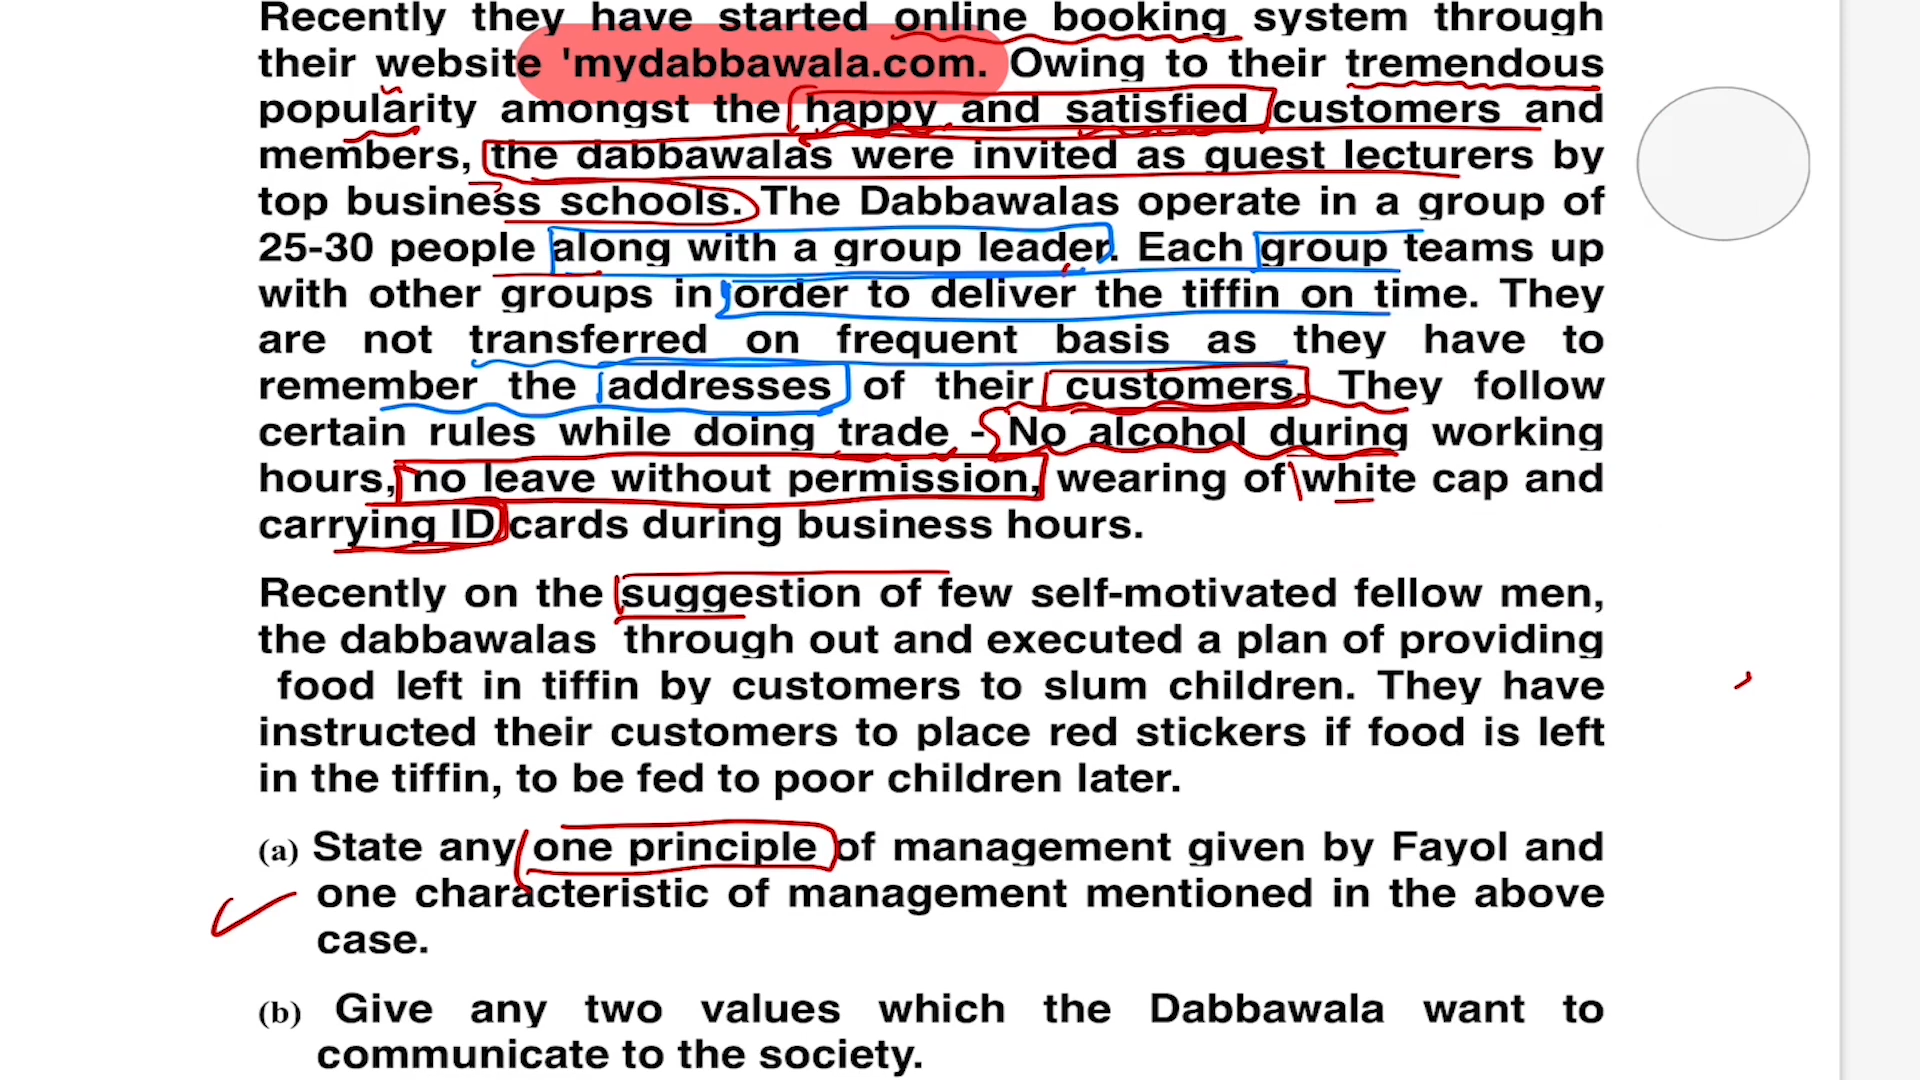 Recently they have started online booking system through
their website 'mydabbawala.com. Owing to their tremendous
popularity amongst the happy and satisfied customers and
members, the dabbawalas were invited as guest lecturers by
top business schools. The Dabbawalas operate in a group of
25-30 people along with a group leader. Each group teams up
with other groups in order to deliver the tiffin on time. They
are not transferred on frequent basis as they have to
remember the addresses of their customers. They follow
certain rules while doing trade - No alcohol during working
hours, no leave without permission, wearing of white cap and
carrying ID cards during business hours.
Recently on the suggestion of few self-motivated fellow men,
the dabbawalas through out and executed a plan of providing
food left in tiffin by customers to slum children. They have
instructed their customers to place red stickers if food is left
in the tiffin, to be fed to poor children later.
(a) State any one principle of management given by Fayol and
one characteristic of management mentioned in the above
case.
(b) Give any two values which the Dabbawala want to
communicate to the society.